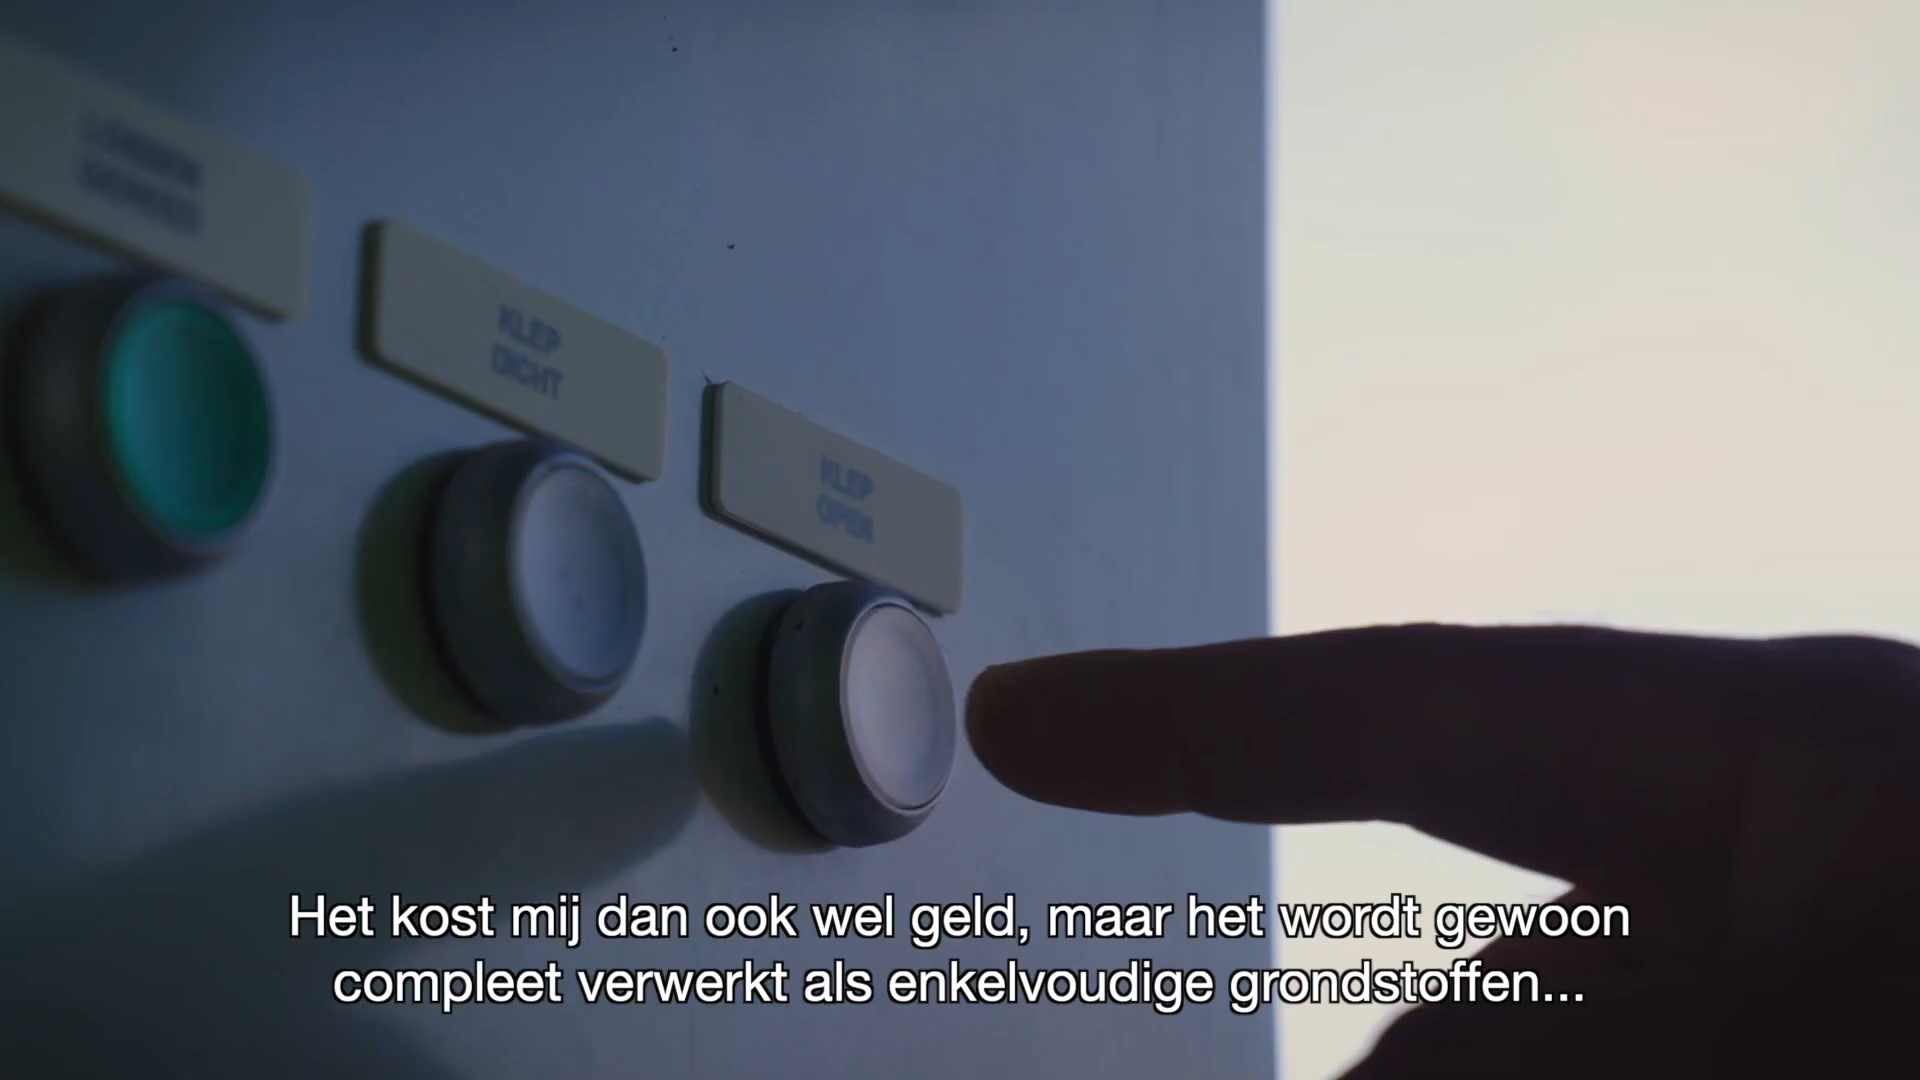 KLEP
DICHT
KLEP
OPEN
Het kost mij dan ook wel geld, maar het wordt gewoon
compleet verwerkt als enkelvoudige grondstoffen...